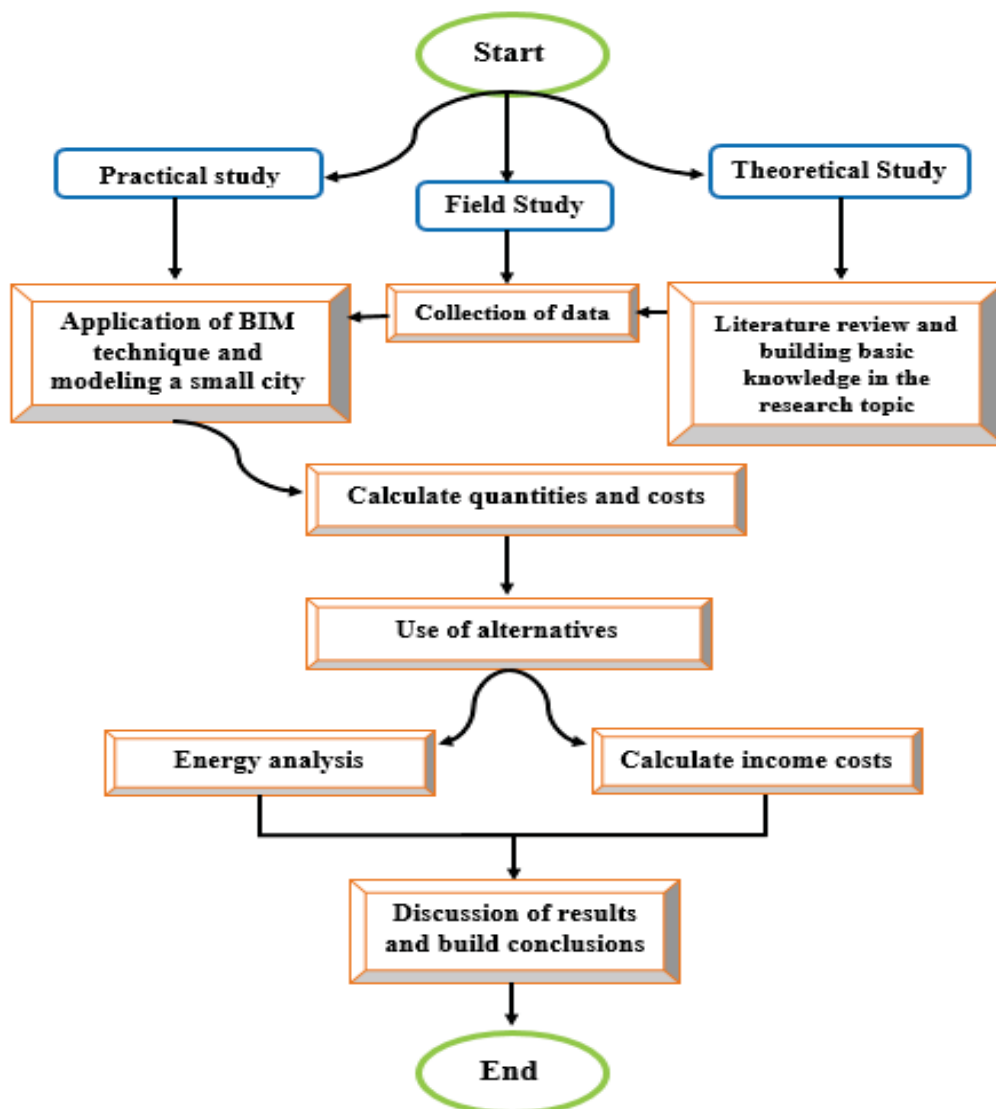 Start
Practical study
Field Study
Theoretical Study
Application of BIM
technique and
modeling a small city
Collection of data
Literature review and
building basic
knowledge in the
research topic
Calculate quantities and costs
Use of alternatives
Energy analysis
Calculate income costs
Discussion of results
and build conclusions
End